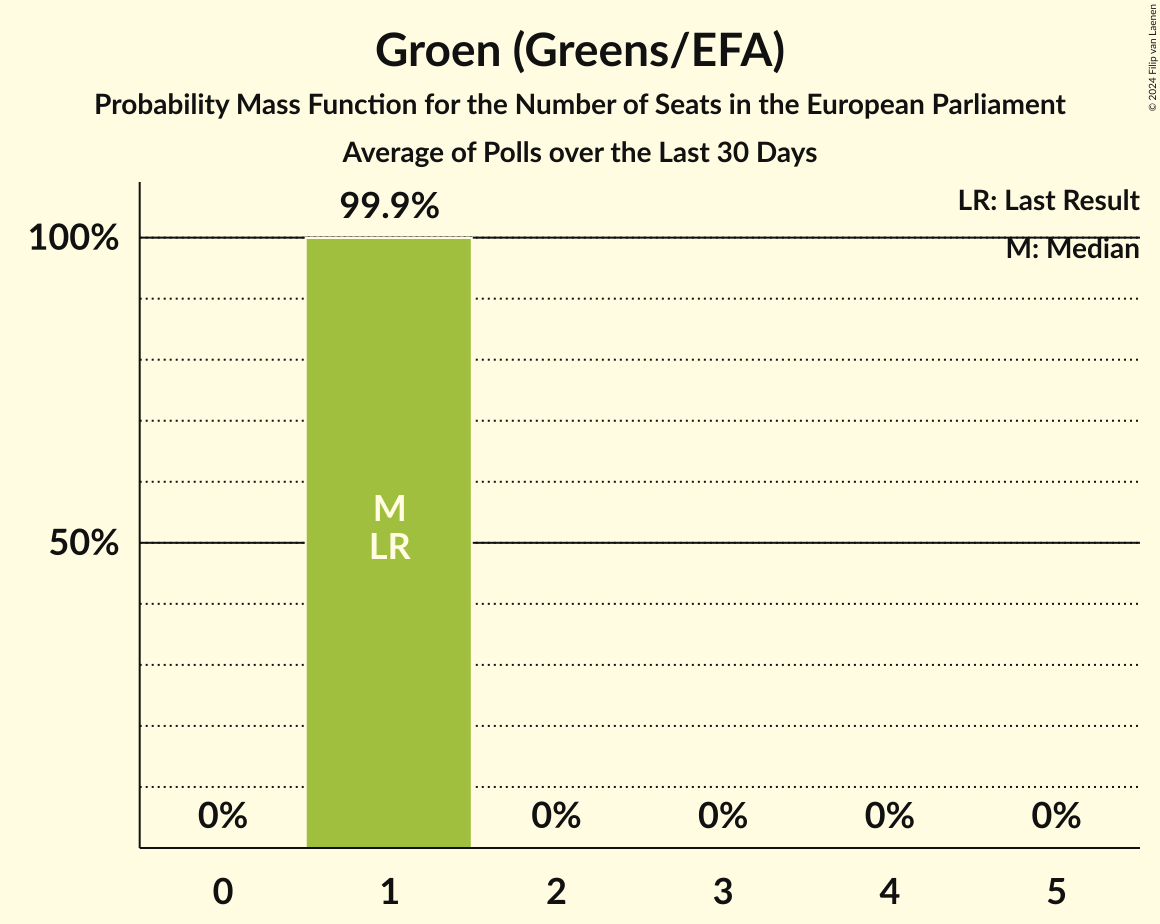 Groen (Greens/EFA)
Probability Mass Function for the Number of Seats in the European Parliament
Average of Polls over the Last 30 Days
© 2024 Filip van Laenen
99.9%
LR: Last Result
M: Median
100%
50%
M
LR
0%
0%
0%
0%
0%
0
1
2
3
4
5